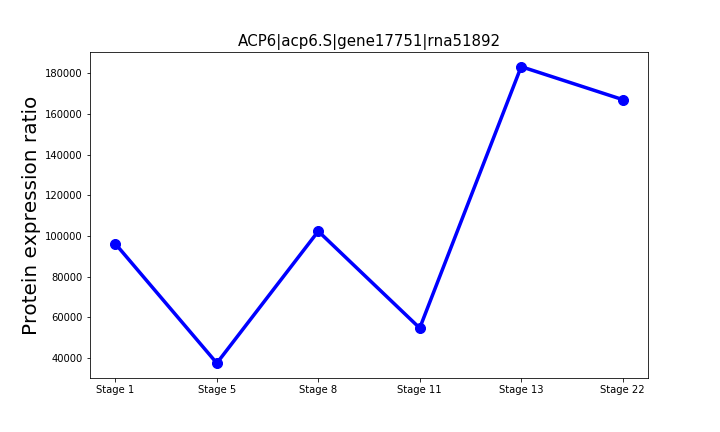 ACP6|acp6.S|gene17751|rna51892
Protein expression ratio
180000
160000
140000
120000
100000
80000
60000
40000
Stage 1
Stage 5
Stage 8
Stage 11
Stage 13
Stage 22